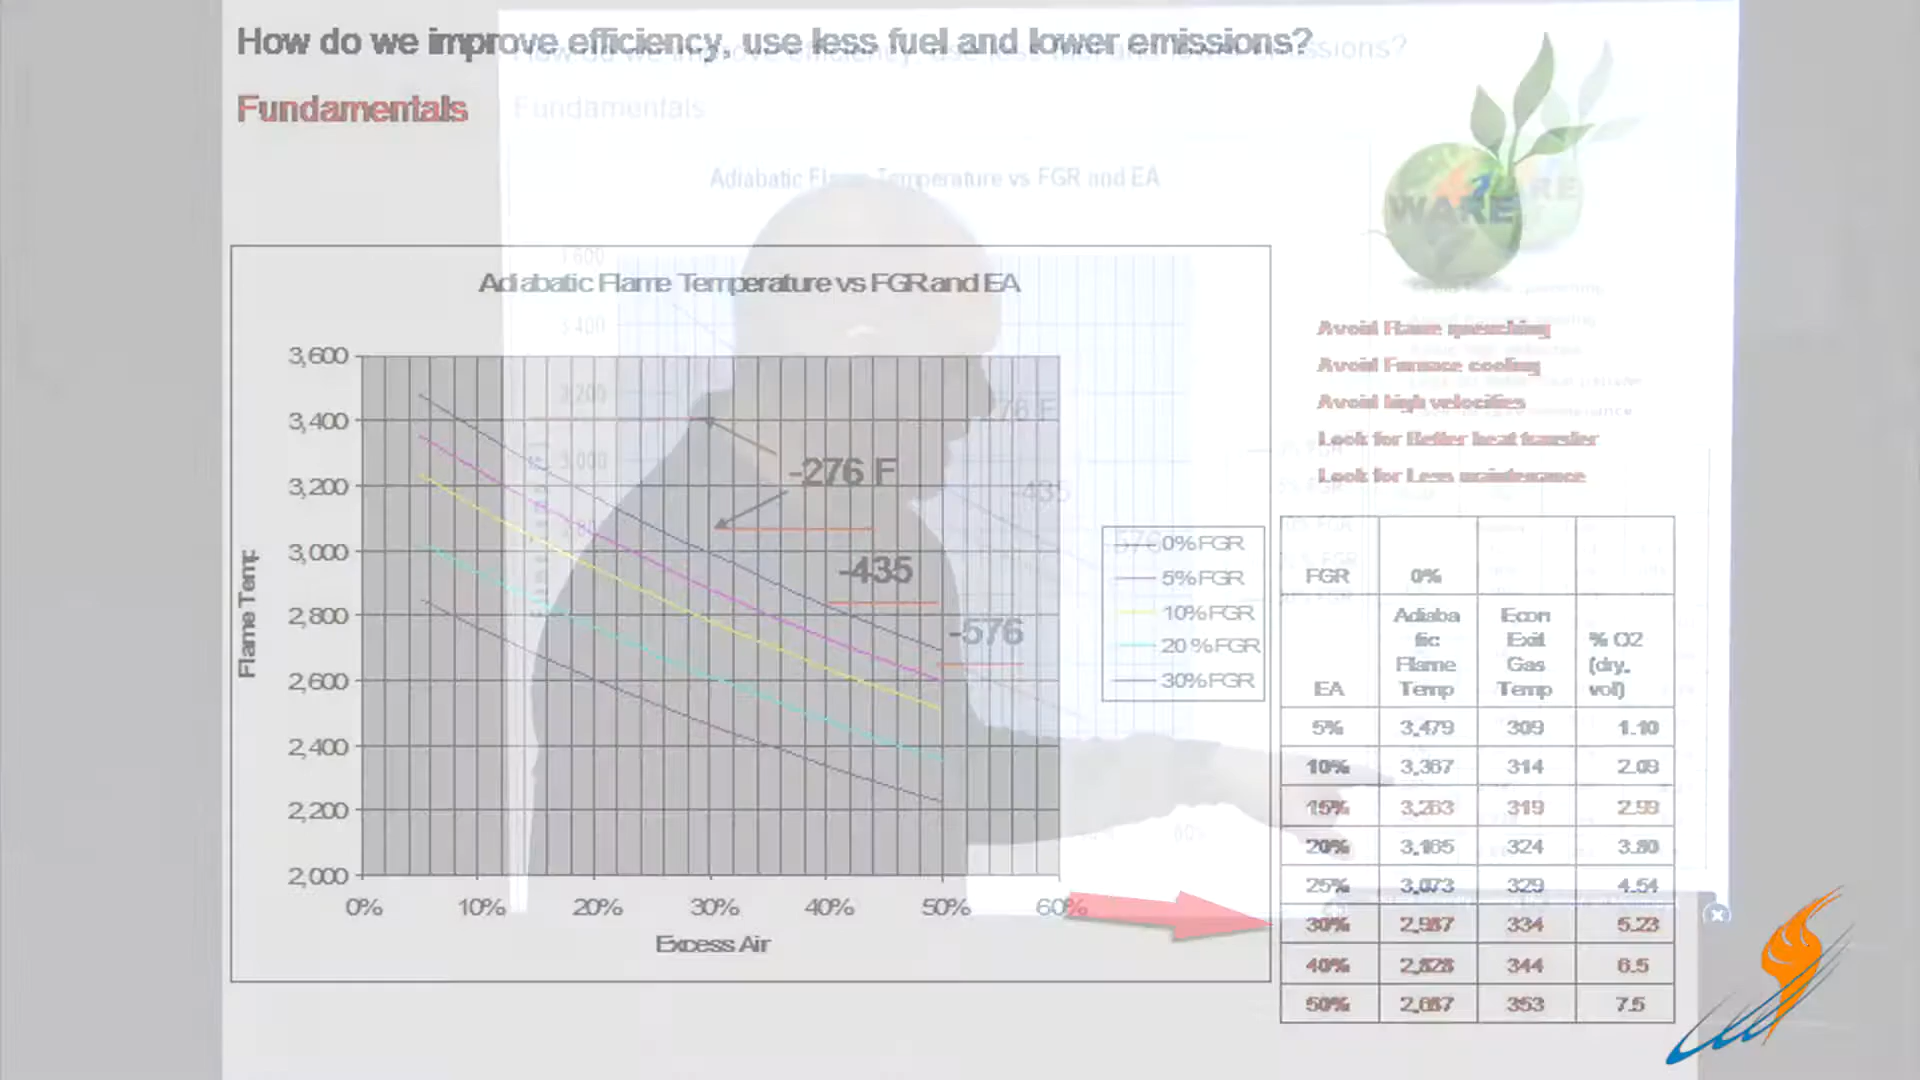 How do we improve efficiency, use less fuel and lower emissions?
Fundamentals
Fundamentals
Adiabatic Flame Temperature vs FGR and EA
WARE
Adiabatic Flame Temperature vs FGR and EA
3,600
3,400
3,200
3,000
2,800
2,600
2,400
2,200
2,000
0%
10%
20%
30%
40%
50%
60%
Flame Temp
Excess Air
-276 F
-435
-576
0% FGR
5% FGR
10% FGR
20 % FGR
30% FGR
Avoid Flame quenching
Avoid Furnace cooling
Avoid high velocities
Look for Better heat transfer
Look for Less maintenance
FGR 0%
EA Adiabatic Flame Temp Econ Exit Gas Temp % O2 (dry, vol)
5% 3,479 309 1.10
10% 3,367 314 2.09
15% 3,263 319 2.99
20% 3,165 324 3.80
25% 3,073 329 4.54
30% 2,987 334 5.23
40% 344 6.5
50% 353 7.5